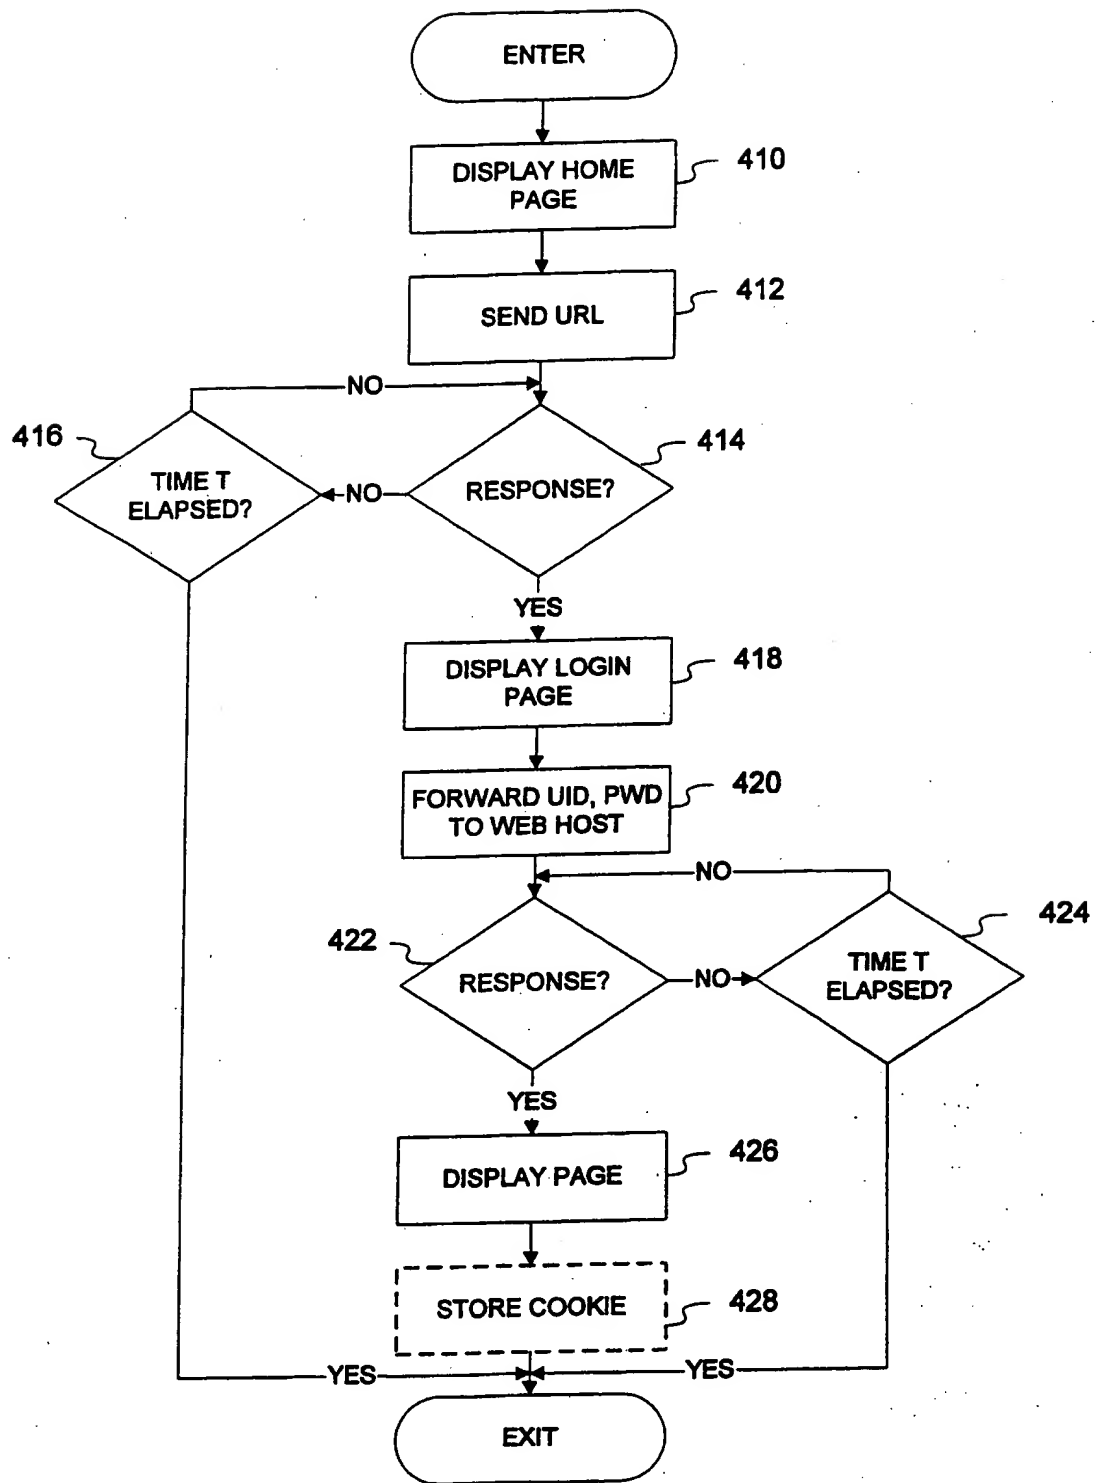 ENTER
DISPLAY HOME
PAGE
410
SEND URL
412
NO
416
414
TIME T
ELAPSED?
NO
RESPONSE?
YES
DISPLAY LOGIN
PAGE
418
FORWARD UID, PWD
TO WEB HOST
420
NO
422
424
RESPONSE?
NO
TIME T
ELAPSED?
YES
DISPLAY PAGE
426
STORE COOKIE
428
YES
YES
EXIT